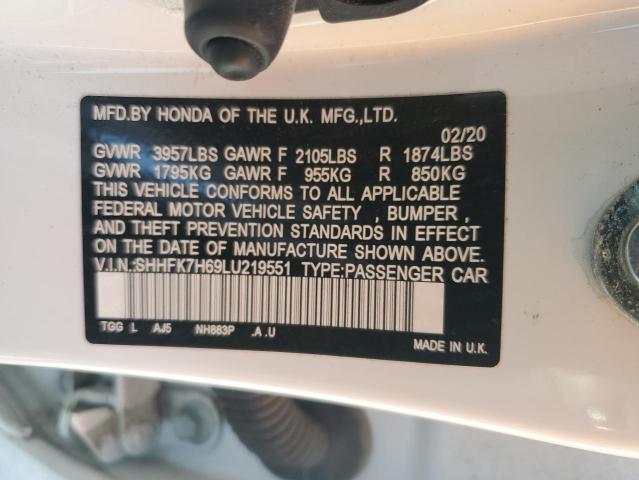 MFD.BY HONDA OF THE U.K. MFG.,LTD.
02/20
GVWR 3957LBS GAWR F 2105LBS R 1874LBS
GVWR 1795KG GAWR F 955KG R 850KG
THIS VEHICLE CONFORMS TO ALL APPLICABLE
FEDERAL MOTOR VEHICLE SAFETY , BUMPER ,
AND THEFT PREVENTION STANDARDS IN EFFECT
ON THE DATE OF MANUFACTURE SHOWN ABOVE.
V.I.N.:SHHFK7H69LU219551 TYPE:PASSENGER CAR
TGG L AJ5 NH883P .A .U
MADE IN U.K.